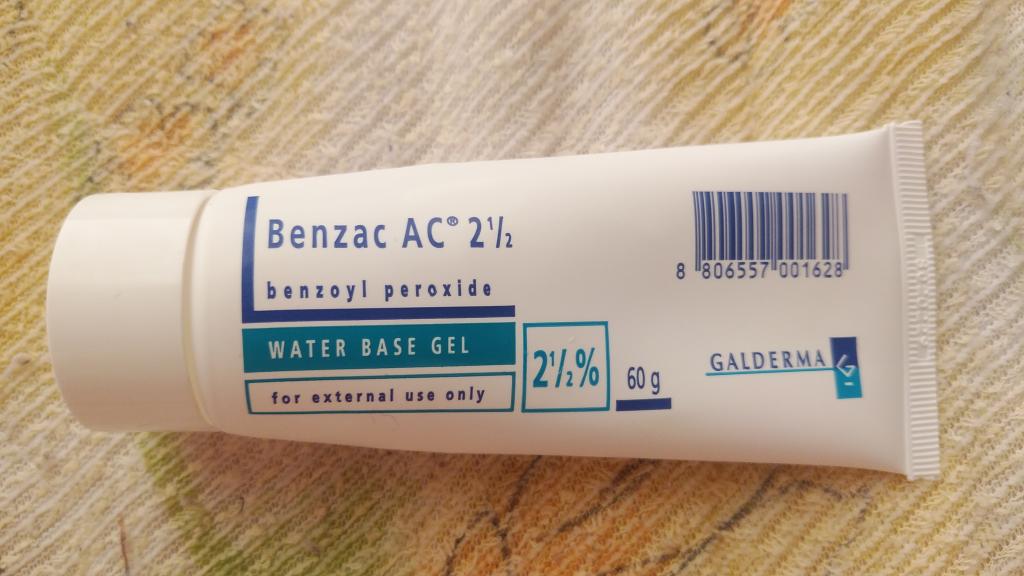 Benzac AC® 2½
benzoyl peroxide
WATER BASE GEL
for external use only
2½%
60 g
8 806557 001628
GALDERMA
G